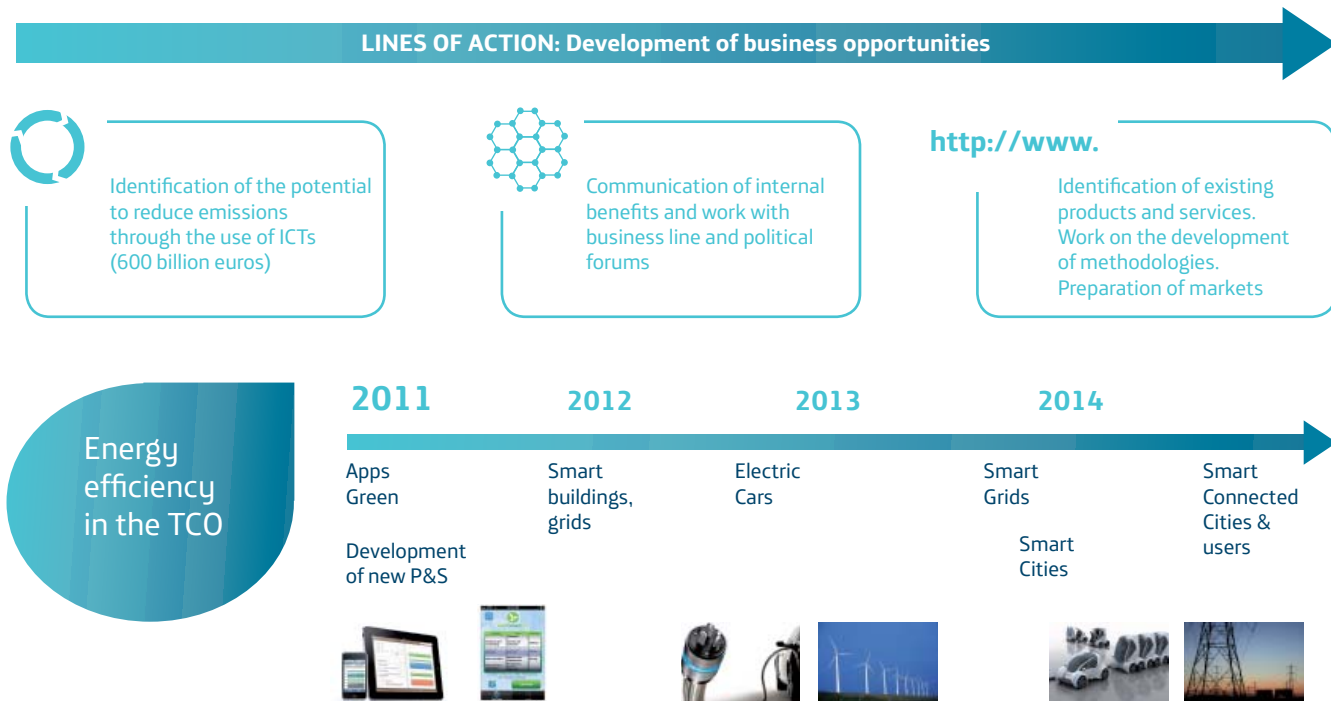 LINES OF ACTION: Development of business opportunities
Identification of the potential
to reduce emissions
through the use of ICTs
(600 billion euros)
Communication of internal
benefits and work with
business line and political
forums
http://www.
Identification of existing
products and services.
Work on the development
of methodologies.
Preparation of markets
Energy
efficiency
in the TCO
2011
2012
2013
2014
Apps
Green
Development
of new P&S
Smart
buildings,
grids
Electric
Cars
Smart
Grids
Smart
Cities
Smart
Connected
Cities &
users